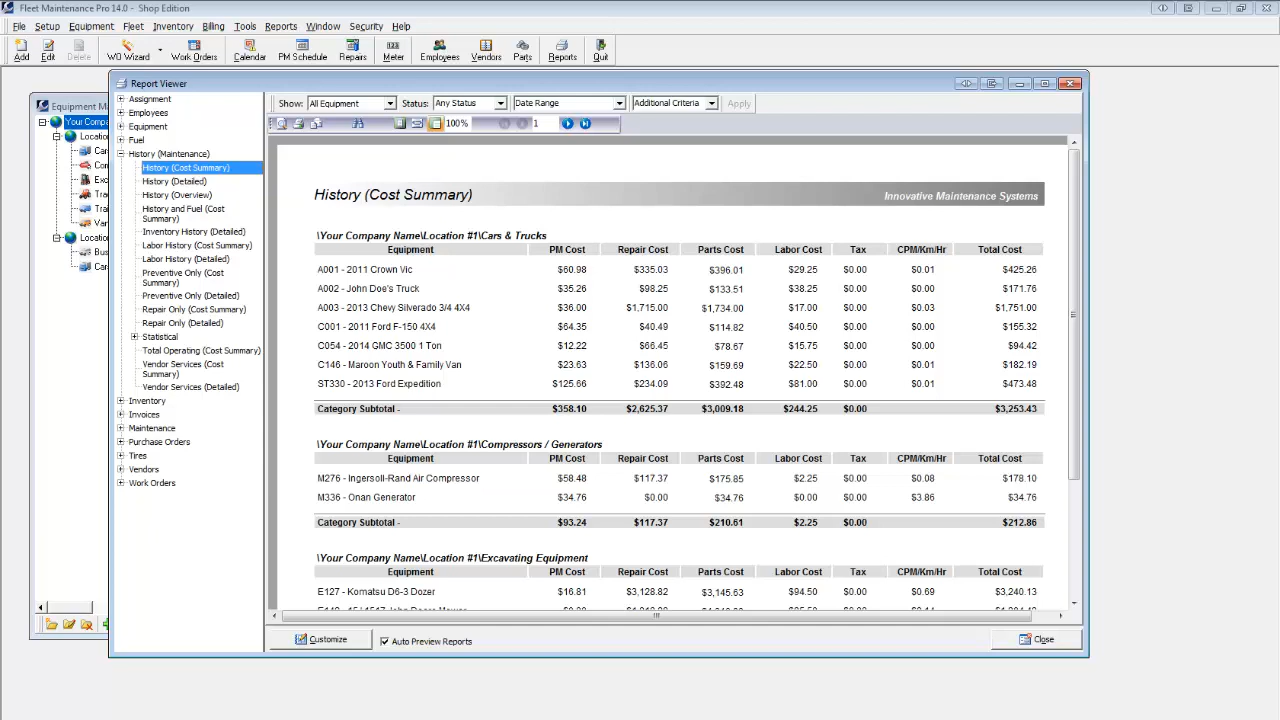 Fleet Maintenance Pro 14.0 - Shop Edition
File Setup Equipment Fleet Inventory Billing Tools Reports Window Security Help
Add Edit Delete WO Wizard Work Orders Calendar PM Schedule Repairs Meter Employees Vendors Parts Reports Quit
Equipment M
Your Compa
Location
Cars
Com
Exc
Trac
Trai
Van
Location
Bus
Cars
Report Viewer
Assignment
Employees
Equipment
Fuel
History (Maintenance)
History (Cost Summary)
History (Detailed)
History (Overview)
History and Fuel (Cost
Summary)
Inventory History (Detailed)
Labor History (Cost Summary)
Labor History (Detailed)
Preventive Only (Cost
Summary)
Preventive Only (Detailed)
Repair Only (Cost Summary)
Repair Only (Detailed)
Statistical
Total Operating (Cost Summary)
Vendor Services (Cost
Summary)
Vendor Services (Detailed)
Inventory
Invoices
Maintenance
Purchase Orders
Tires
Vendors
Work Orders
Show: All Equipment Status: Any Status Date Range Additional Criteria Apply
100% 1
History (Cost Summary) Innovative Maintenance Systems
\Your Company Name\Location #1\Cars & Trucks
Equipment PM Cost Repair Cost Parts Cost Labor Cost Tax CPM/Km/Hr Total Cost
A001 - 2011 Crown Vic $60.98 $335.03 $396.01 $29.25 $0.00 $0.01 $425.26
A002 - John Doe's Truck $35.26 $98.25 $133.51 $38.25 $0.00 $0.00 $171.76
A003 - 2013 Chevy Silverado 3/4 4X4 $36.00 $1,715.00 $1,734.00 $17.00 $0.00 $0.03 $1,751.00
C001 - 2011 Ford F-150 4X4 $64.35 $40.49 $114.82 $40.50 $0.00 $0.00 $155.32
C054 - 2014 GMC 3500 1 Ton $12.22 $66.45 $78.67 $15.75 $0.00 $0.00 $94.42
C146 - Maroon Youth & Family Van $23.63 $136.06 $159.69 $22.50 $0.00 $0.01 $182.19
ST330 - 2013 Ford Expedition $125.66 $234.09 $392.48 $81.00 $0.00 $0.01 $473.48
Category Subtotal - $358.10 $2,625.37 $3,009.18 $244.25 $0.00 $3,253.43
\Your Company Name\Location #1\Compressors / Generators
Equipment PM Cost Repair Cost Parts Cost Labor Cost Tax CPM/Km/Hr Total Cost
M276 - Ingersoll-Rand Air Compressor $58.48 $117.37 $175.85 $2.25 $0.00 $0.08 $178.10
M336 - Onan Generator $34.76 $0.00 $34.76 $0.00 $0.00 $3.86 $34.76
Category Subtotal - $93.24 $117.37 $210.61 $2.25 $0.00 $212.86
\Your Company Name\Location #1\Excavating Equipment
Equipment PM Cost Repair Cost Parts Cost Labor Cost Tax CPM/Km/Hr Total Cost
E127 - Komatsu D6-3 Dozer $16.81 $3,128.82 $3,145.63 $94.50 $0.00 $0.69 $3,240.13
Customize Auto Preview Reports Close